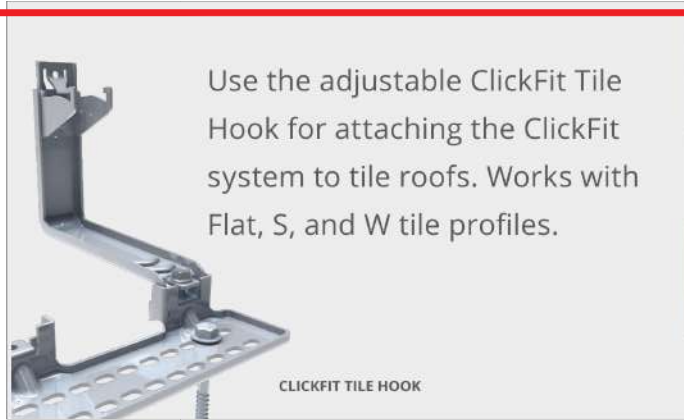 Use the adjustable ClickFit Tile
Hook for attaching the ClickFit
system to tile roofs. Works with
Flat, S, and W tile profiles.
CLICKFIT TILE HOOK